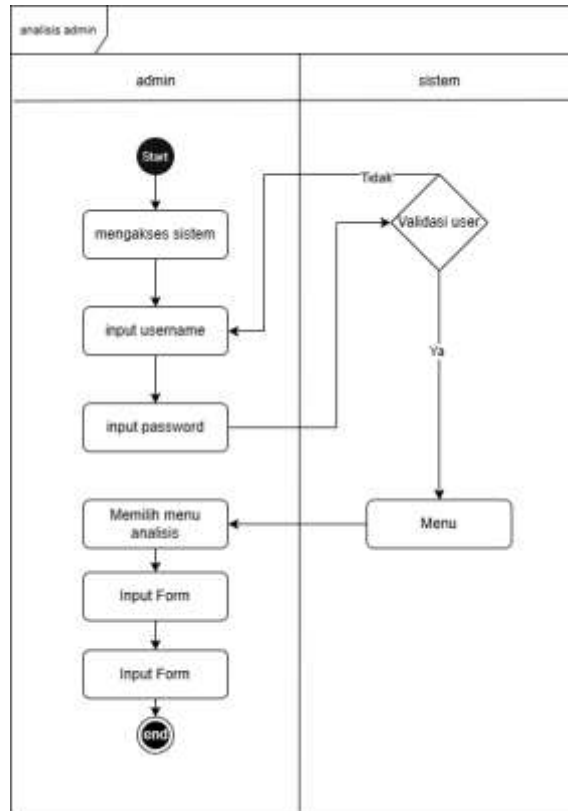 analisis admin
admin
sistem
Start
Tidak
mengakses sistem
Validasi user
input username
Ya
input password
Memilih menu
analisis
Menu
Input Form
Input Form
end